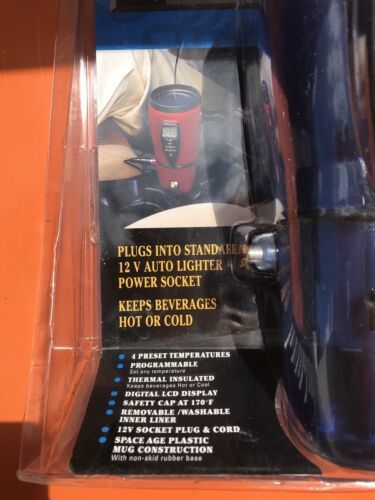 PLUGS INTO STANDARD
12 V AUTO LIGHTER
POWER SOCKET
KEEPS BEVERAGES
HOT OR COLD
4 PRESET TEMPERATURES
PROGRAMMABLE
Set any temperature
THERMAL INSULATED
Keeps beverages Hot or Cool
DIGITAL LCD DISPLAY
SAFETY CAP AT 170°F
REMOVABLE /WASHABLE
INNER LINER
12V SOCKET PLUG & CORD
SPACE AGE PLASTIC
MUG CONSTRUCTION
With non-skid rubber base